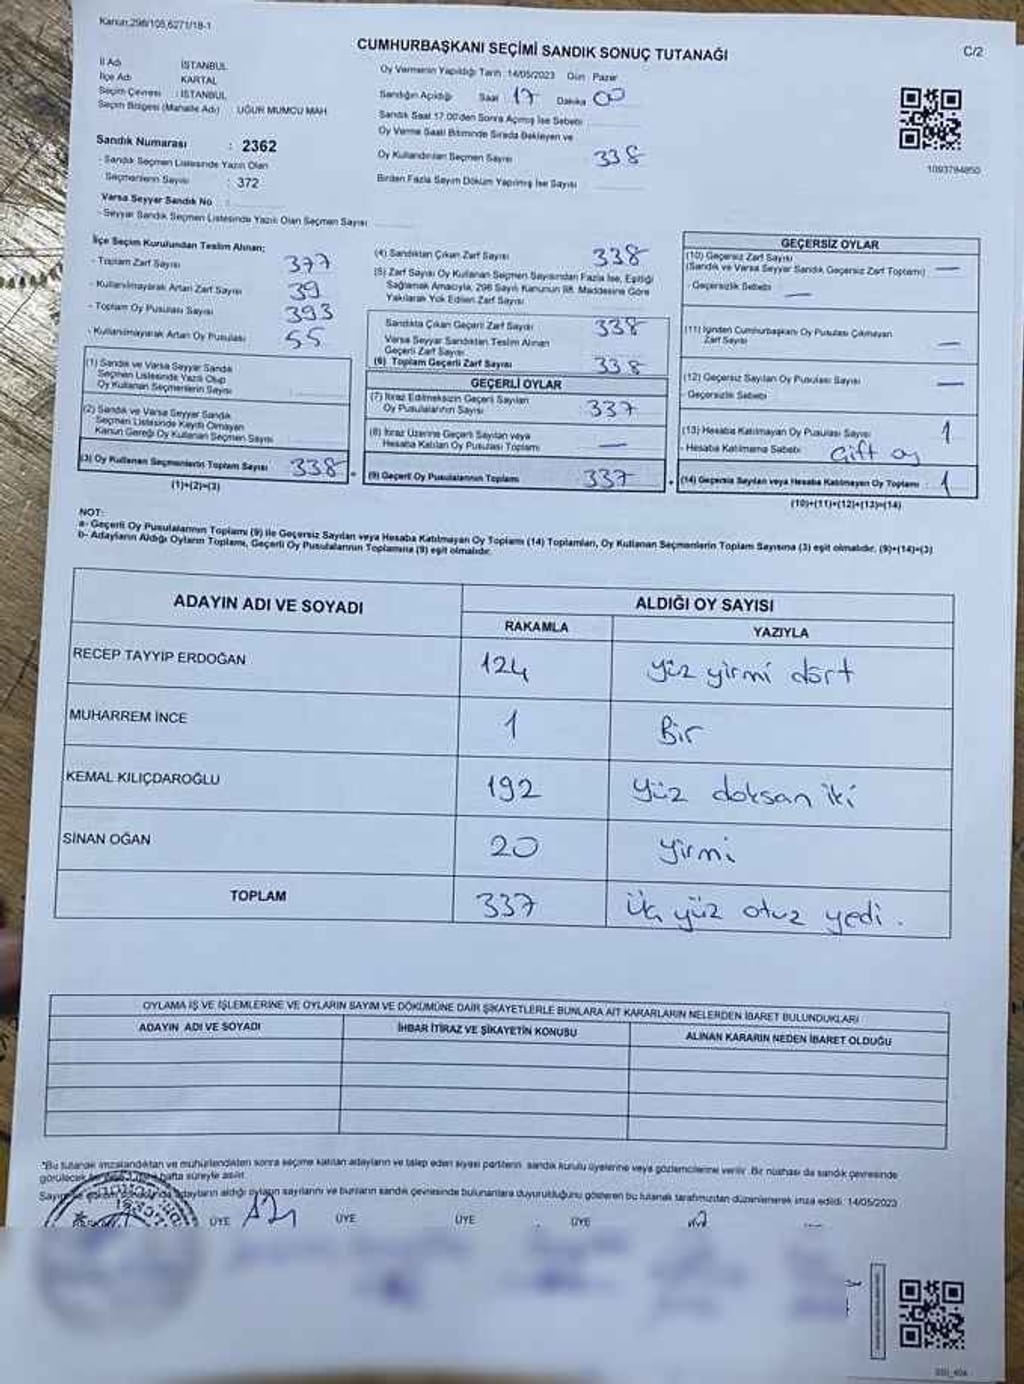 Kanun;298/105,6271/18-1
CUMHURBAŞKANI SEÇİMİ SANDIK SONUÇ TUTANAĞI
C/2
İl Adı İSTANBUL
İlçe Adı KARTAL
Seçim Çevresi : İSTANBUL
Seçim Bölgesi (Mahalle Adı) : UĞUR MUMCU MAH
Sandık Numarası : 2362
- Sandık Seçmen Listesinde Yazılı Olan
Seçmenlerin Sayısı : 372
Varsa Seyyar Sandık No :
- Seyyar Sandık Seçmen Listesinde Yazılı Olan Seçmen Sayısı
Oy Vermenin Yapıldığı Tarih : 14/05/2023 Gün : Pazar
Sandığın Açıldığı Saat 17 Dakika 00
Sandık Saat 17.00'den Sonra Açılmış İse Sebebi
Oy Verme Saati Bitiminde Sırada Bekleyen ve
Oy Kullandırılan Seçmen Sayısı 338
Birden Fazla Sayım Döküm Yapılmış İse Sayısı
1093784850
İlçe Seçim Kurulundan Teslim Alınan;
- Toplam Zarf Sayısı 377
- Kullanılmayarak Artan Zarf Sayısı 39
- Toplam Oy Pusulası Sayısı 393
- Kullanılmayarak Artan Oy Pusulası 55
(1) Sandık ve Varsa Seyyar Sandık
Seçmen Listesinde Yazılı Olup
Oy Kullanan Seçmenlerin Sayısı
(2) Sandık ve Varsa Seyyar Sandık
Seçmen Listesinde Kayıtlı Olmayan
Kanun Gereği Oy Kullanan Seçmen Sayısı
(3) Oy Kullanan Seçmenlerin Toplam Sayısı 338
(1)+(2)=(3)
(4) Sandıktan Çıkan Zarf Sayısı 338
(5) Zarf Sayısı Oy Kullanan Seçmen Sayısından Fazla İse, Eşitliği
Sağlamak Amacıyla, 298 Sayılı Kanunun 98. Maddesine Göre
Yakılarak Yok Edilen Zarf Sayısı
Sandıkta Çıkan Geçerli Zarf Sayısı 338
Varsa Seyyar Sandıktan Teslim Alınan
Geçerli Zarf Sayısı
(6) Toplam Geçerli Zarf Sayısı 338
GEÇERLİ OYLAR
(7) İtiraz Edilmeksizin Geçerli Sayılan
Oy Pusulalarının Sayısı 337
(8) İtiraz Üzerine Geçerli Sayılan veya
Hesaba Katılan Oy Pusulası Toplamı —
(9) Geçerli Oy Pusulalarının Toplamı 337
GEÇERSİZ OYLAR
(10) Geçersiz Zarf Sayısı
(Sandık ve Varsa Seyyar Sandık Geçersiz Zarf Toplamı) —
- Geçersizlik Sebebi —
(11) İçinden Cumhurbaşkanı Oy Pusulası Çıkmayan
Zarf Sayısı —
(12) Geçersiz Sayılan Oy Pusulası Sayısı —
- Geçersizlik Sebebi
(13) Hesaba Katılmayan Oy Pusulası Sayısı 1
- Hesaba Katılmama Sebebi Çift oy
(14) Geçersiz Sayılan veya Hesaba Katılmayan Oy Toplamı : 1
(10)+(11)+(12)+(13)=(14)
NOT:
a- Geçerli Oy Pusulalarının Toplamı (9) ile Geçersiz Sayılan veya Hesaba Katılmayan Oy Toplamı (14) Toplamları, Oy Kullanan Seçmenlerin Toplam Sayısına (3) eşit olmalıdır. (9)+(14)=(3)
b- Adayların Aldığı Oyların Toplamı, Geçerli Oy Pusulalarının Toplamına (9) eşit olmalıdır.
ADAYIN ADI VE SOYADI
ALDIĞI OY SAYISI
RAKAMLA
YAZIYLA
RECEP TAYYİP ERDOĞAN 124 yüz yirmi dört
MUHARREM İNCE 1 Bir
KEMAL KILIÇDAROĞLU 192 yüz doksan iki
SİNAN OĞAN 20 yirmi
TOPLAM 337 üç yüz otuz yedi.
OYLAMA İŞ VE İŞLEMLERİNE VE OYLARIN SAYIM VE DÖKÜMÜNE DAİR ŞİKAYETLERLE BUNLARA AİT KARARLARIN NELERDEN İBARET BULUNDUKLARI
ADAYIN ADI VE SOYADI
İHBAR İTİRAZ VE ŞİKAYETİN KONUSU
ALINAN KARARIN NEDEN İBARET OLDUĞU
*Bu tutanak imzalandıktan ve mühürlendikten sonra seçime katılan adayların ve talep eden siyasi partilerin sandık kurulu üyelerine veya gözlemcilerine verilir. Bir nüshası da sandık çevresinde
görülecek hafta süreyle asılır.
adayların aldığı oyların sayılarını ve bunların sandık çevresinde bulunanlara duyurulduğunu gösteren bu tutanak tarafımızdan düzenlenerek imza edildi. 14/05/2023
ÜYE ÜYE ÜYE ÜYE